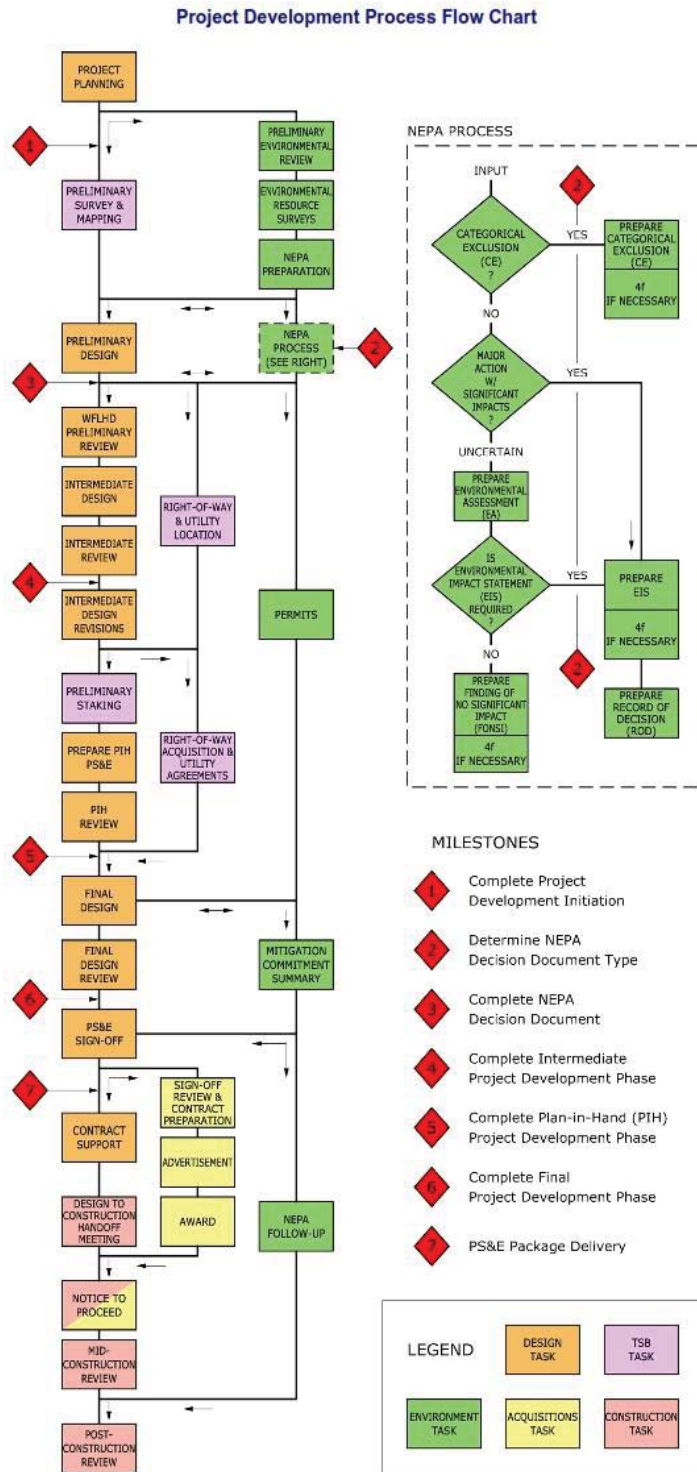 Project Development Process Flow Chart
PROJECT
PLANNING
1
PRELIMINARY
ENVIRONMENTAL
REVIEW
PRELIMINARY
SURVEY &
MAPPING
ENVIRONMENTAL
RESOURCE
SURVEYS
NEPA
PREPARATION
PRELIMINARY
DESIGN
NEPA
PROCESS
(SEE RIGHT)
2
3
WFLHD
PRELIMINARY
REVIEW
INTERMEDIATE
DESIGN
RIGHT-OF-WAY
& UTILITY
LOCATION
INTERMEDIATE
REVIEW
4
INTERMEDIATE
DESIGN
REVISIONS
PERMITS
PRELIMINARY
STAKING
PREPARE PIH
PS&E
RIGHT-OF-WAY
ACQUISITION &
UTILITY
AGREEMENTS
PIH
REVIEW
5
FINAL
DESIGN
FINAL
DESIGN
REVIEW
MITIGATION
COMMITMENT
SUMMARY
6
PS&E
SIGN-OFF
7
SIGN-OFF
REVIEW &
CONTRACT
PREPARATION
CONTRACT
SUPPORT
ADVERTISEMENT
DESIGN TO
CONSTRUCTION
HANDOFF
MEETING
AWARD
NEPA
FOLLOW-UP
NOTICE TO
PROCEED
MID-
CONSTRUCTION
REVIEW
POST-
CONSTRUCTION
REVIEW
NEPA PROCESS
INPUT
2
CATEGORICAL
EXCLUSION
(CE)
?
YES
PREPARE
CATEGORICAL
EXCLUSION
(CE)
4f
IF NECESSARY
NO
MAJOR
ACTION
W/
SIGNIFICANT
IMPACTS
?
YES
UNCERTAIN
PREPARE
ENVIRONMENTAL
ASSESSMENT
(EA)
IS
ENVIRONMENTAL
IMPACT STATEMENT
(EIS)
REQUIRED
?
YES
PREPARE
EIS
4f
IF NECESSARY
NO
2
PREPARE
FINDING OF
NO SIGNIFICANT
IMPACT
(FONSI)
4f
IF NECESSARY
PREPARE
RECORD OF
DECISION
(ROD)
MILESTONES
1
Complete Project
Development Initiation
2
Determine NEPA
Decision Document Type
3
Complete NEPA
Decision Document
4
Complete Intermediate
Project Development Phase
5
Complete Plan-in-Hand (PIH)
Project Development Phase
6
Complete Final
Project Development Phase
7
PS&E Package Delivery
LEGEND
DESIGN
TASK
TSB
TASK
ENVIRONMENT
TASK
ACQUISITIONS
TASK
CONSTRUCTION
TASK